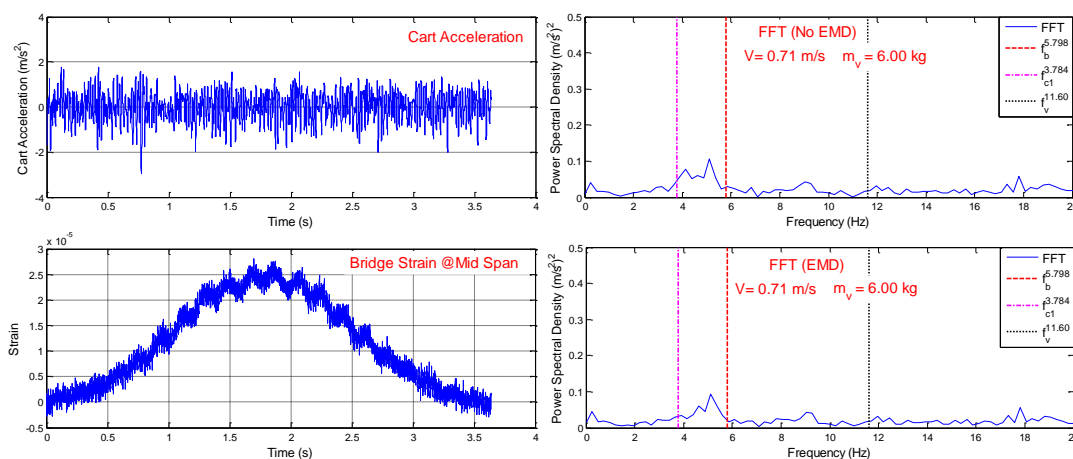 Cart Acceleration
Cart Acceleration (m/s²)
4
2
0
-2
-4
0 0.5 1 1.5 2 2.5 3 3.5 4
Time (s)
FFT (No EMD)
V= 0.71 m/s m_v = 6.00 kg
Power Spectral Density (m/s²)²
0.5
0.4
0.3
0.2
0.1
0
0 2 4 6 8 10 12 14 16 18 20
Frequency (Hz)
FFT
f_b^5.798
f_c1^3.784
f_v^11.60
x 10^-5
Bridge Strain @Mid Span
Strain
3
2.5
2
1.5
1
0.5
0
-0.5
0 0.5 1 1.5 2 2.5 3 3.5 4
Time (s)
FFT (EMD)
V= 0.71 m/s m_v = 6.00 kg
Power Spectral Density (m/s²)²
0.5
0.4
0.3
0.2
0.1
0
0 2 4 6 8 10 12 14 16 18 20
Frequency (Hz)
FFT
f_b^5.798
f_c1^3.784
f_v^11.60